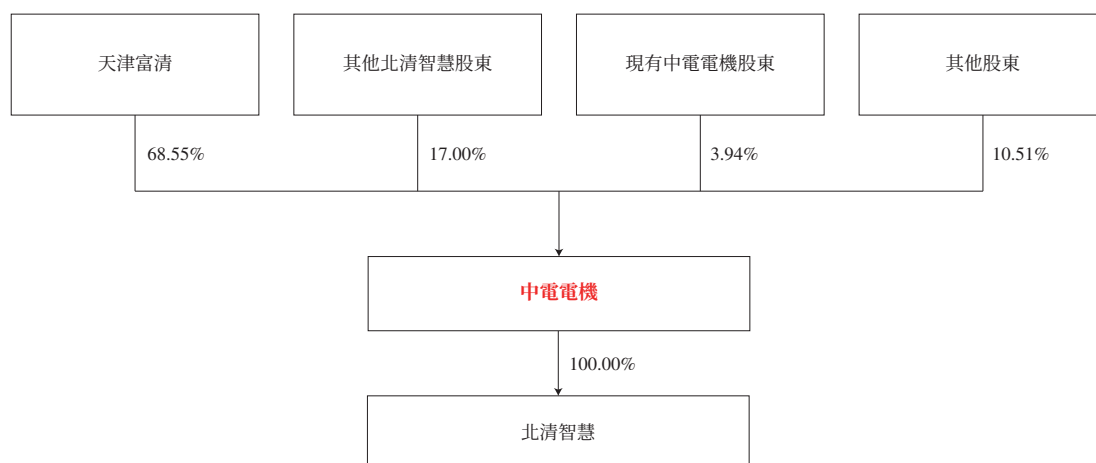 天津富清
其他北清智慧股東
現有中電電機股東
其他股東
68.55%
17.00%
3.94%
10.51%
中電電機
100.00%
北清智慧